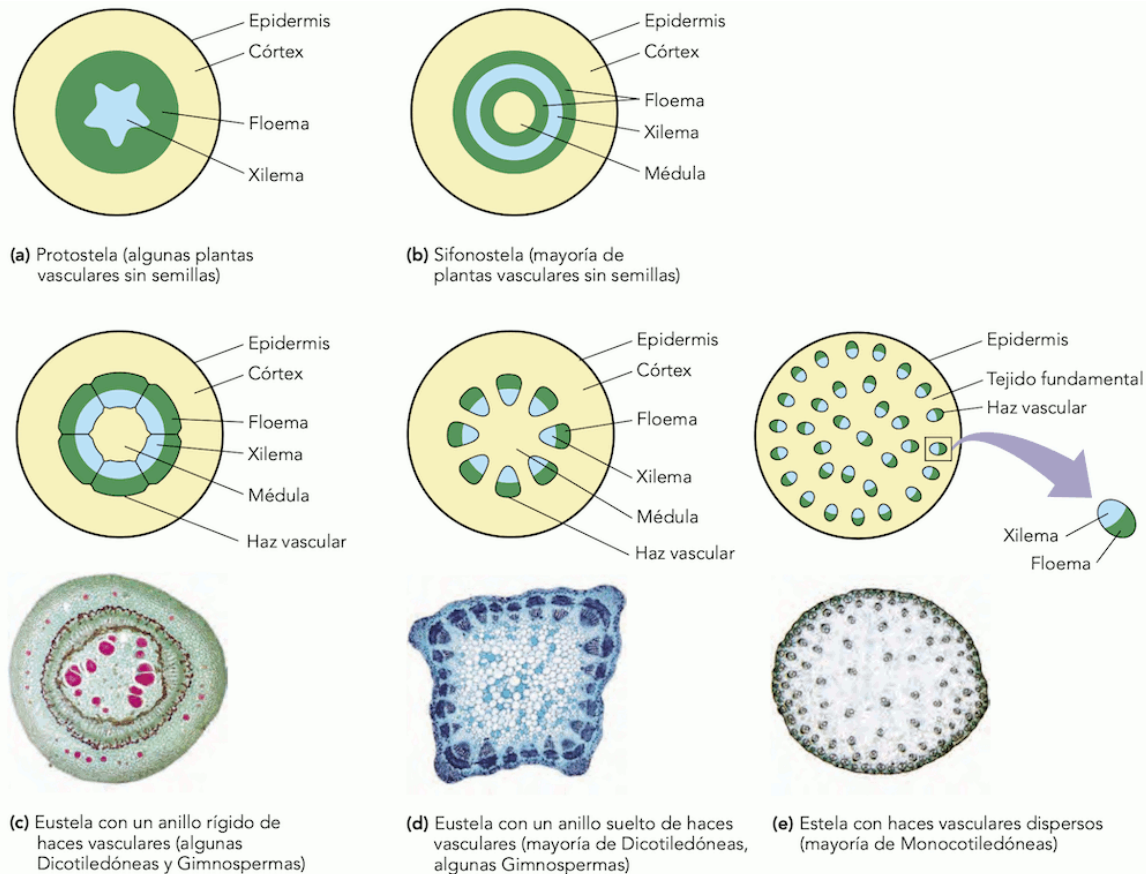 Epidermis
Córtex
Floema
Xilema
(a) Protostela (algunas plantas
vasculares sin semillas)
Epidermis
Córtex
Floema
Xilema
Médula
(b) Sifonostela (mayoría de
plantas vasculares sin semillas)
Epidermis
Córtex
Floema
Xilema
Médula
Haz vascular
(c) Eustela con un anillo rígido de
haces vasculares (algunas
Dicotiledóneas y Gimnospermas)
Epidermis
Córtex
Floema
Xilema
Médula
Haz vascular
(d) Eustela con un anillo suelto de haces
vasculares (mayoría de Dicotiledóneas,
algunas Gimnospermas)
Epidermis
Tejido fundamental
Haz vascular
Xilema
Floema
(e) Estela con haces vasculares dispersos
(mayoría de Monocotiledóneas)